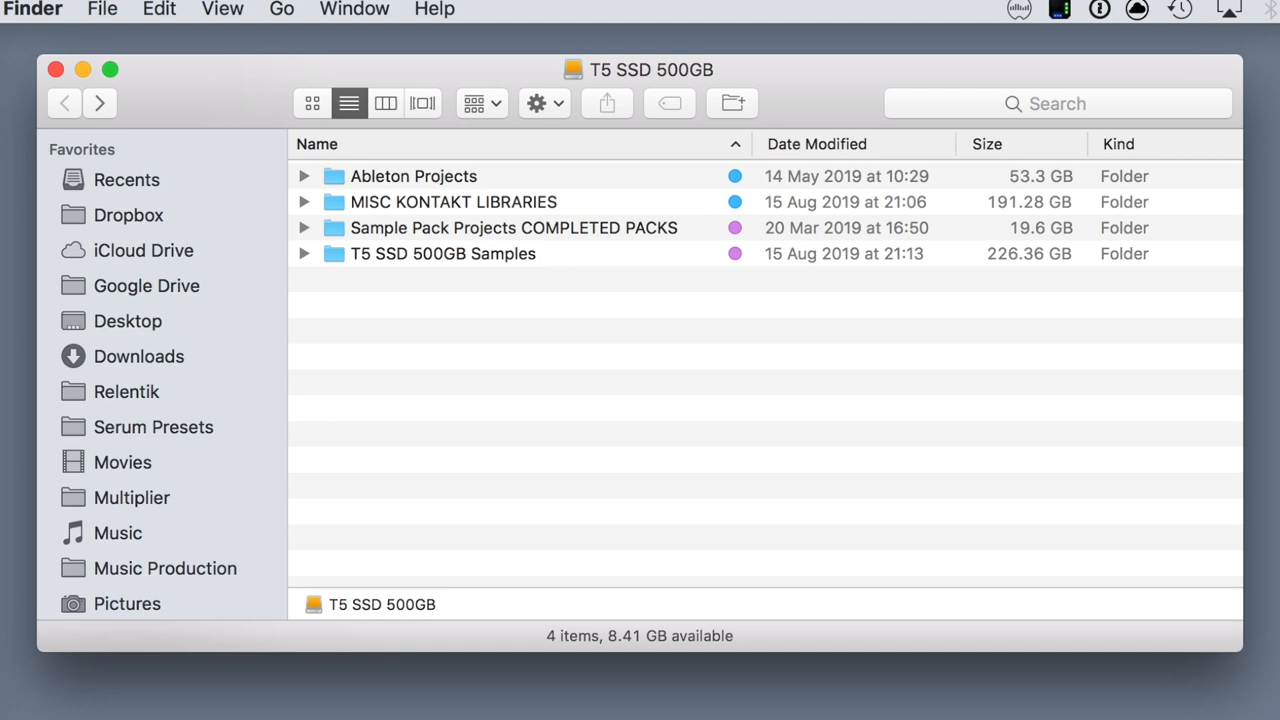 Finder File Edit View Go Window Help
T5 SSD 500GB
Search
Favorites
Recents
Dropbox
iCloud Drive
Google Drive
Desktop
Downloads
Relentik
Serum Presets
Movies
Multiplier
Music
Music Production
Pictures
Name Date Modified Size Kind
Ableton Projects 14 May 2019 at 10:29 53.3 GB Folder
MISC KONTAKT LIBRARIES 15 Aug 2019 at 21:06 191.28 GB Folder
Sample Pack Projects COMPLETED PACKS 20 Mar 2019 at 16:50 19.6 GB Folder
T5 SSD 500GB Samples 15 Aug 2019 at 21:13 226.36 GB Folder
T5 SSD 500GB
4 items, 8.41 GB available